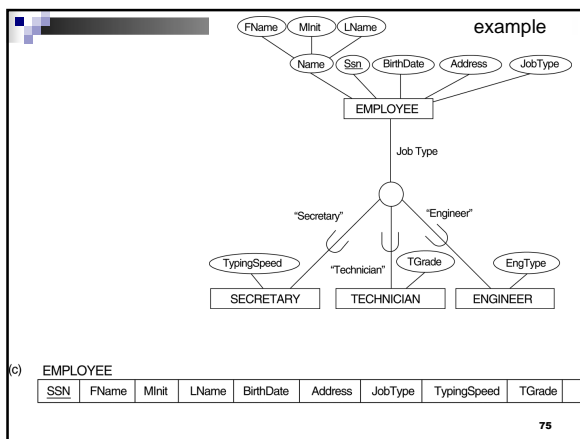 example
FName MInit LName
Name Ssn BirthDate Address JobType
EMPLOYEE
Job Type
"Secretary" "Engineer"
"Technician"
TypingSpeed TGrade EngType
SECRETARY TECHNICIAN ENGINEER
(c) EMPLOYEE
SSN FName MInit LName BirthDate Address JobType TypingSpeed TGrade
75